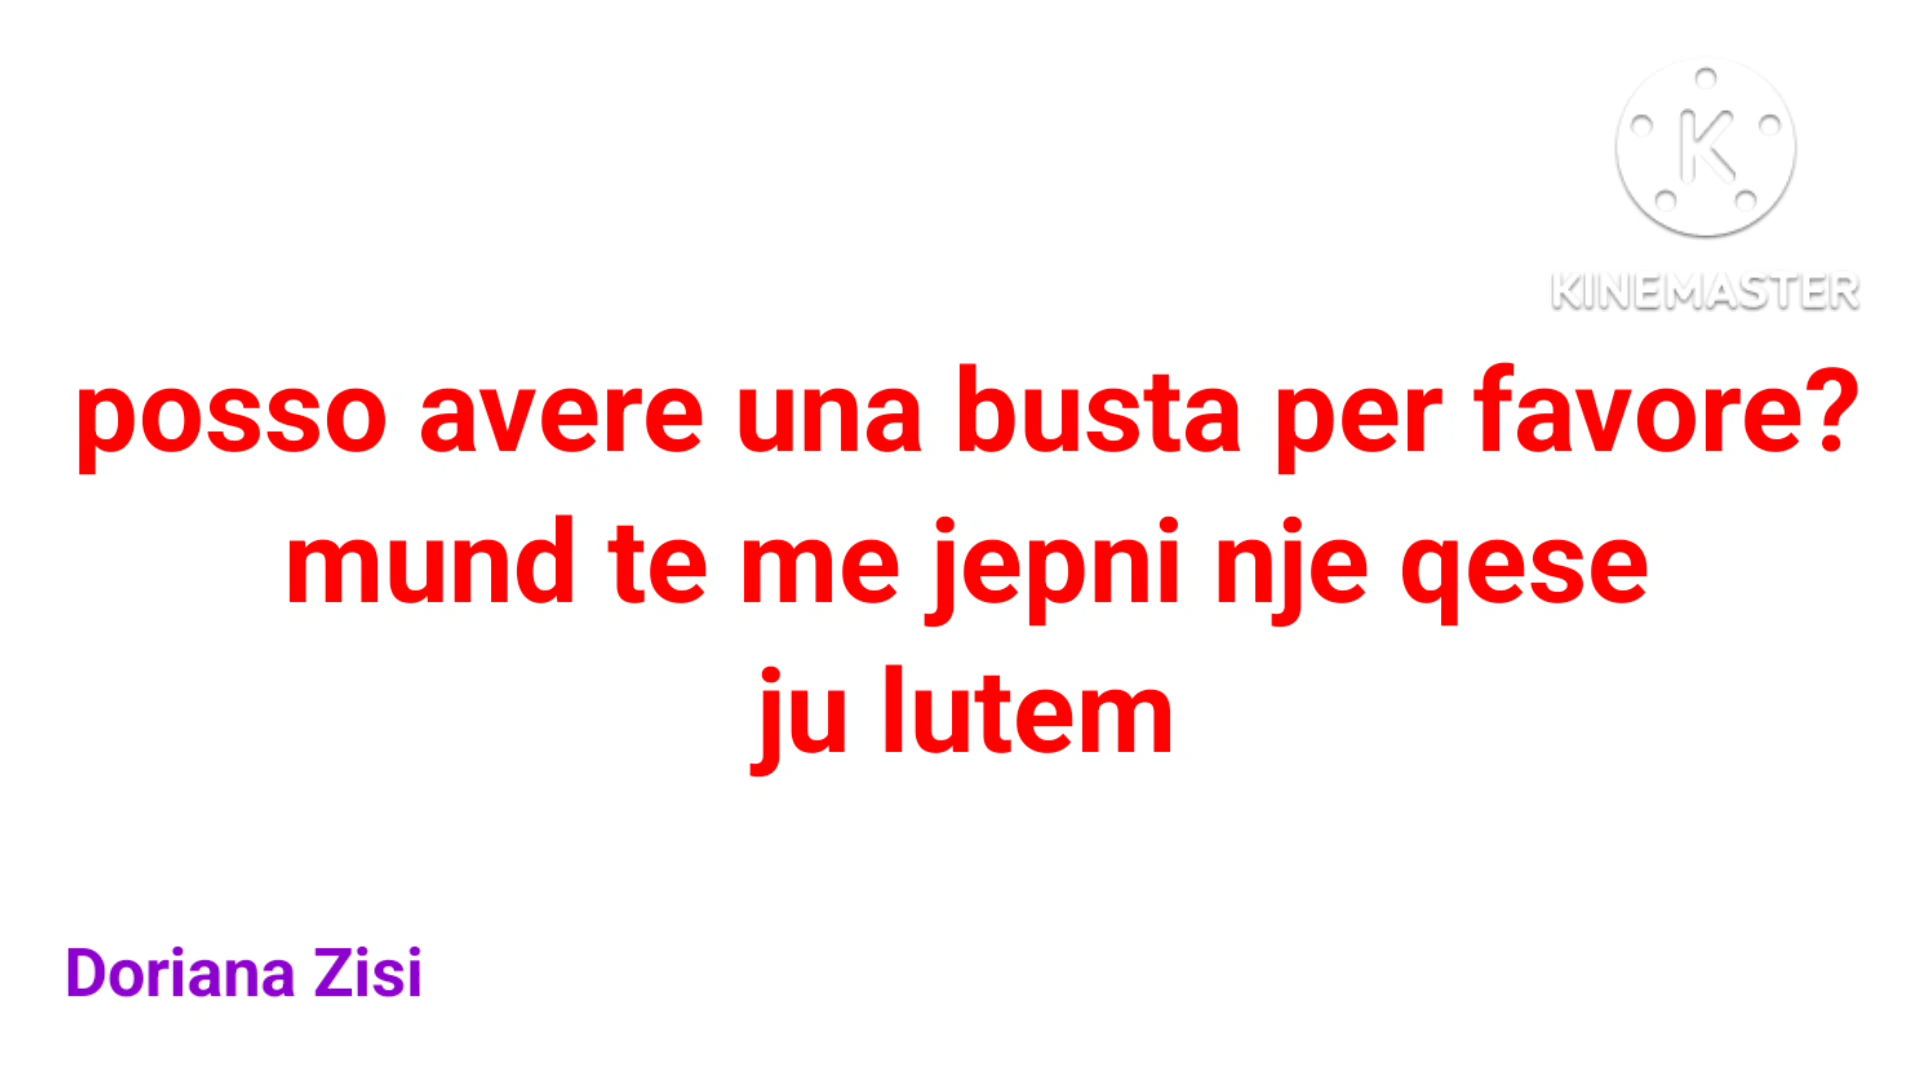 KINEMASTER
posso avere una busta per favore?
mund te me jepni nje qese
ju lutem
Doriana Zisi